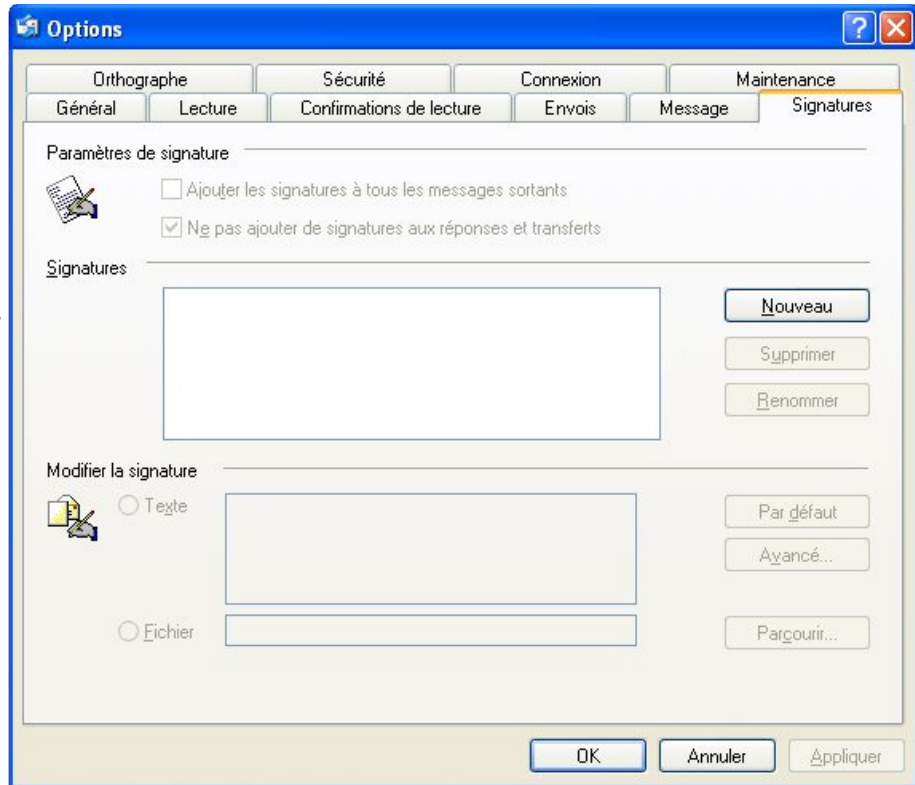 Options
Orthographe Sécurité Connexion Maintenance
Général Lecture Confirmations de lecture Envois Message Signatures
Paramètres de signature
Ajouter les signatures à tous les messages sortants
Ne pas ajouter de signatures aux réponses et transferts
Signatures
Nouveau
Supprimer
Renommer
Modifier la signature
Texte
Par défaut
Avancé...
Fichier
Parcourir...
OK Annuler Appliquer